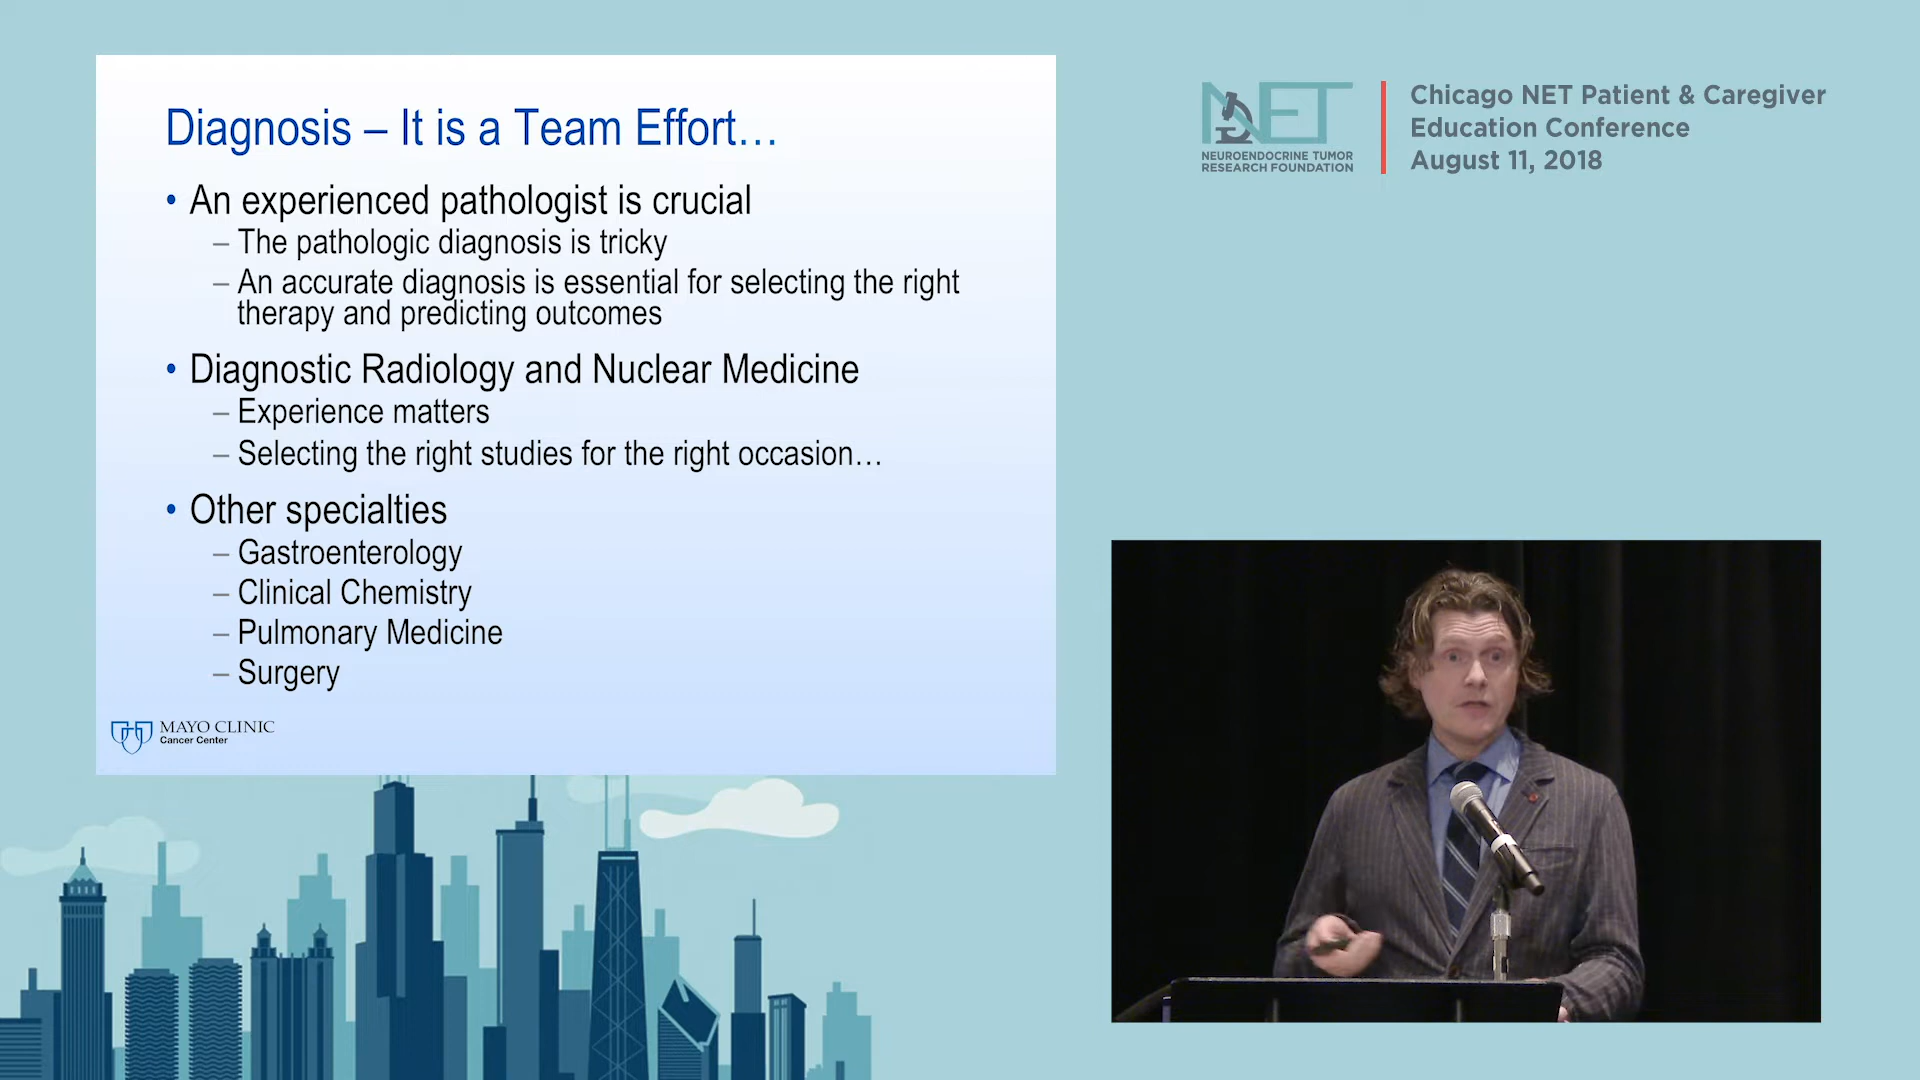 Diagnosis – It is a Team Effort…
• An experienced pathologist is crucial
– The pathologic diagnosis is tricky
– An accurate diagnosis is essential for selecting the right
therapy and predicting outcomes
• Diagnostic Radiology and Nuclear Medicine
– Experience matters
– Selecting the right studies for the right occasion…
• Other specialties
– Gastroenterology
– Clinical Chemistry
– Pulmonary Medicine
– Surgery
MAYO CLINIC
Cancer Center
NET
NEUROENDOCRINE TUMOR
RESEARCH FOUNDATION
Chicago NET Patient & Caregiver
Education Conference
August 11, 2018